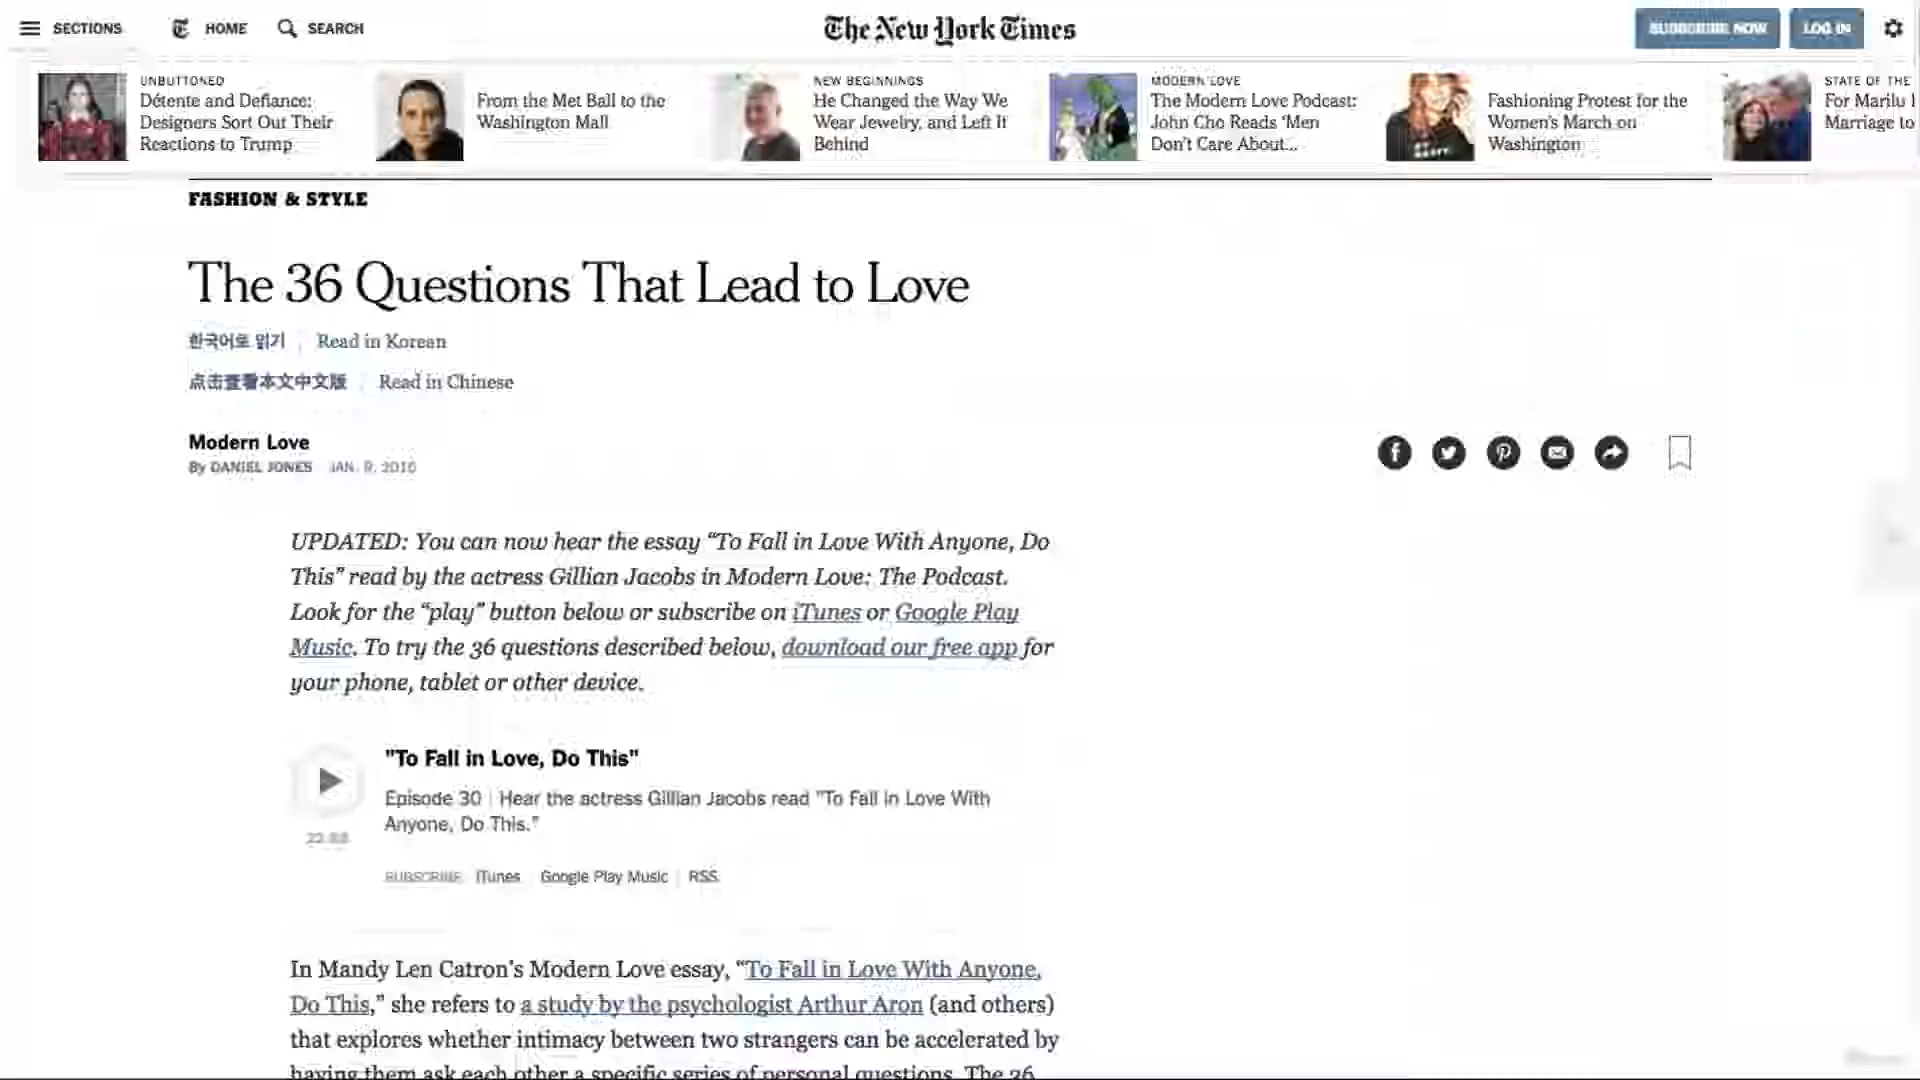 SECTIONS
HOME
SEARCH
The New York Times
SUBSCRIBE NOW
LOG IN
UNBUTTONED
Détente and Defiance:
Designers Sort Out Their
Reactions to Trump
From the Met Ball to the
Washington Mall
NEW BEGINNINGS
He Changed the Way We
Wear Jewelry, and Left It
Behind
MODERN LOVE
The Modern Love Podcast:
John Cho Reads ‘Men
Don’t Care About...
Fashioning Protest for the
Women’s March on
Washington
STATE OF THE
For Marilu
Marriage to
FASHION & STYLE
The 36 Questions That Lead to Love
한국어로 읽기 Read in Korean
点击查看本文中文版 Read in Chinese
Modern Love
By DANIEL JONES JAN. 9, 2015
UPDATED: You can now hear the essay “To Fall in Love With Anyone, Do
This” read by the actress Gillian Jacobs in Modern Love: The Podcast.
Look for the “play” button below or subscribe on iTunes or Google Play
Music. To try the 36 questions described below, download our free app for
your phone, tablet or other device.
"To Fall in Love, Do This"
Episode 30 | Hear the actress Gillian Jacobs read "To Fall in Love With
Anyone, Do This."
SUBSCRIBE iTunes Google Play Music | RSS
In Mandy Len Catron’s Modern Love essay, “To Fall in Love With Anyone,
Do This,” she refers to a study by the psychologist Arthur Aron (and others)
that explores whether intimacy between two strangers can be accelerated by
having them ask each other a specific series of personal questions. The 36